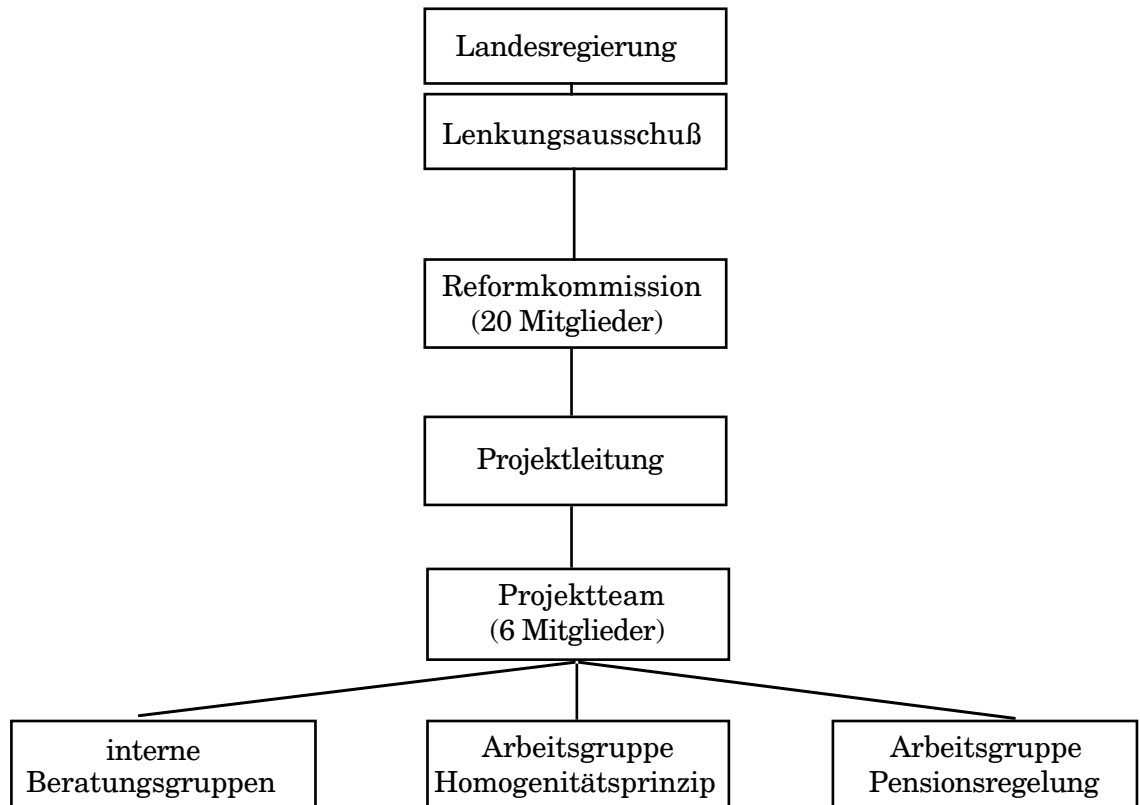 Landesregierung
Lenkungsausschuß
Reformkommission
(20 Mitglieder)
Projektleitung
Projektteam
(6 Mitglieder)
interne
Beratungsgruppen
Arbeitsgruppe
Homogenitätsprinzip
Arbeitsgruppe
Pensionsregelung